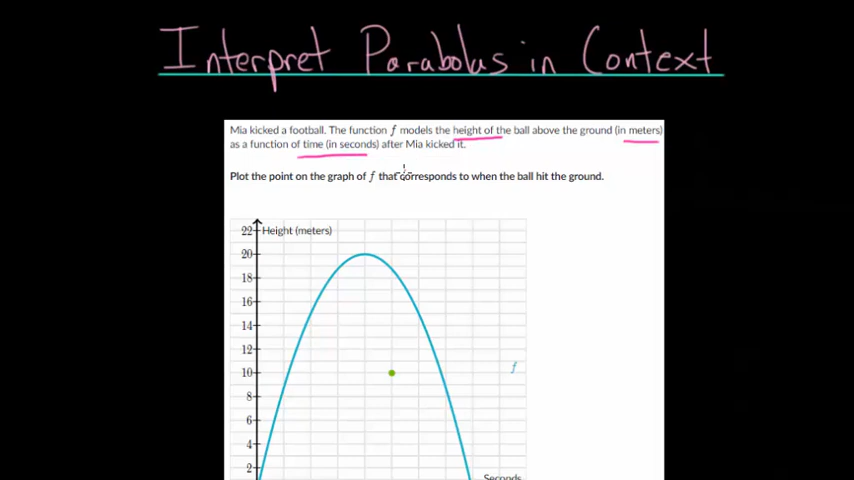 Interpret Parabolas in Context
Mia kicked a football. The function f models the height of the ball above the ground (in meters)
as a function of time (in seconds) after Mia kicked it.
Plot the point on the graph of f that corresponds to when the ball hit the ground.
22
Height (meters)
20
18
16
14
12
10
f
8
6
4
2
Seconds